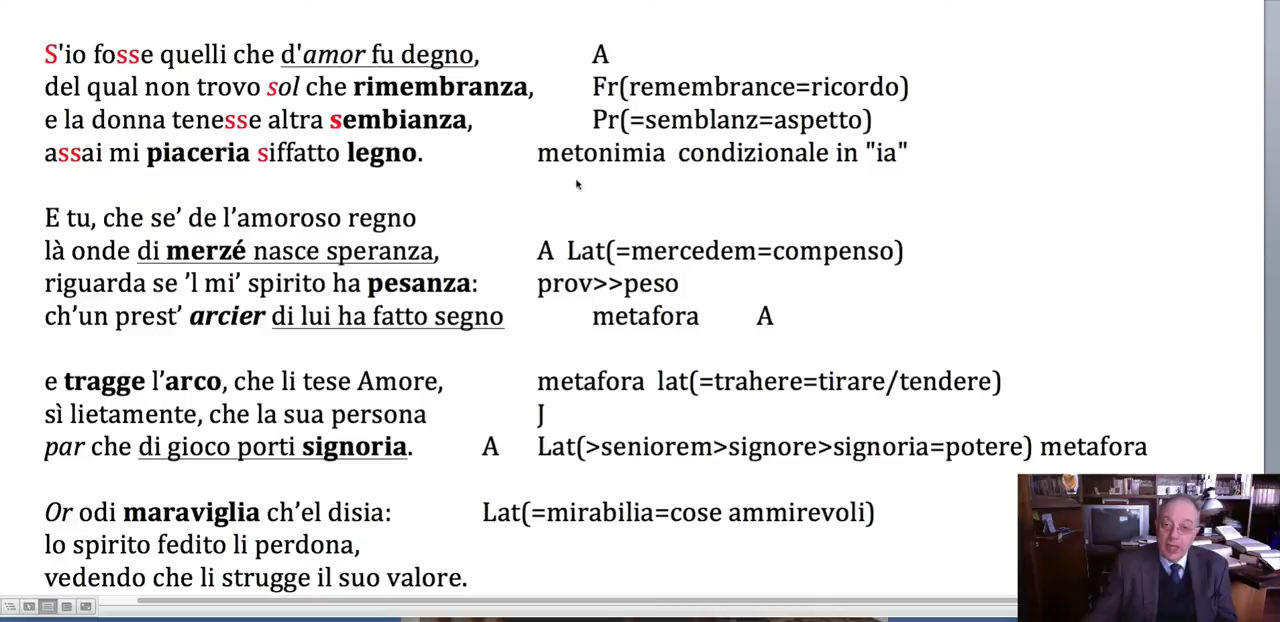 S'io fosse quelli che d'amor fu degno, A
del qual non trovo sol che rimembranza, Fr(remembrance=ricordo)
e la donna tenesse altra sembianza, Pr(=semblanz=aspetto)
assai mi piaceria siffatto legno. metonimia condizionale in "ia"
E tu, che se’ de l’amoroso regno
là onde di merzé nasce speranza, A Lat(=mercedem=compenso)
riguarda se ’l mi’ spirito ha pesanza: prov>>peso
ch’un prest’ arcier di lui ha fatto segno metafora A
e tragge l’arco, che li tese Amore, metafora lat(=trahere=tirare/tendere)
sì lietamente, che la sua persona J
par che di gioco porti signoria. A Lat(>seniorem>signore>signoria=potere) metafora
Or odi maraviglia ch’el disia: Lat(=mirabilia=cose ammirevoli)
lo spirito fedito li perdona,
vedendo che li strugge il suo valore.